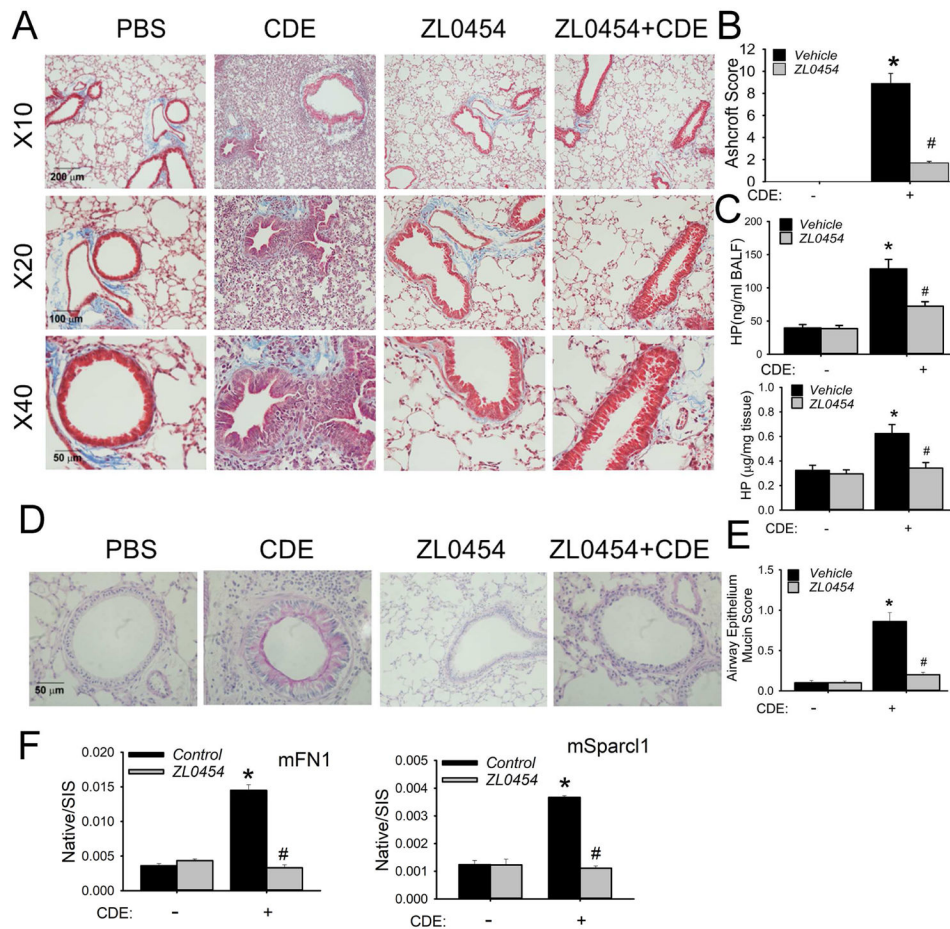 A
PBS CDE ZL0454 ZL0454+CDE
X10
200 μm
X20
100 μm
X40
50 μm
B
Ashcroft Score
12
10
8
6
4
2
0
Vehicle
ZL0454
*
#
CDE: - +
C
HP(ng/ml BALF)
200
150
100
50
0
Vehicle
ZL0454
*
#
CDE: - +
HP (μg/mg tissue)
1.0
0.8
0.6
0.4
0.2
0.0
Vehicle
ZL0454
*
#
CDE: - +
D
PBS CDE ZL0454 ZL0454+CDE
50 μm
E
Airway Epithelium
Mucin Score
1.5
1.0
0.5
0.0
Vehicle
ZL0454
*
#
CDE: - +
F
mFN1
Native/SIS
0.020
0.015
0.010
0.005
0.000
Control
ZL0454
*
#
CDE: - +
mSparcl1
Native/SIS
0.005
0.004
0.003
0.002
0.001
0.000
Control
ZL0454
*
#
CDE: - +